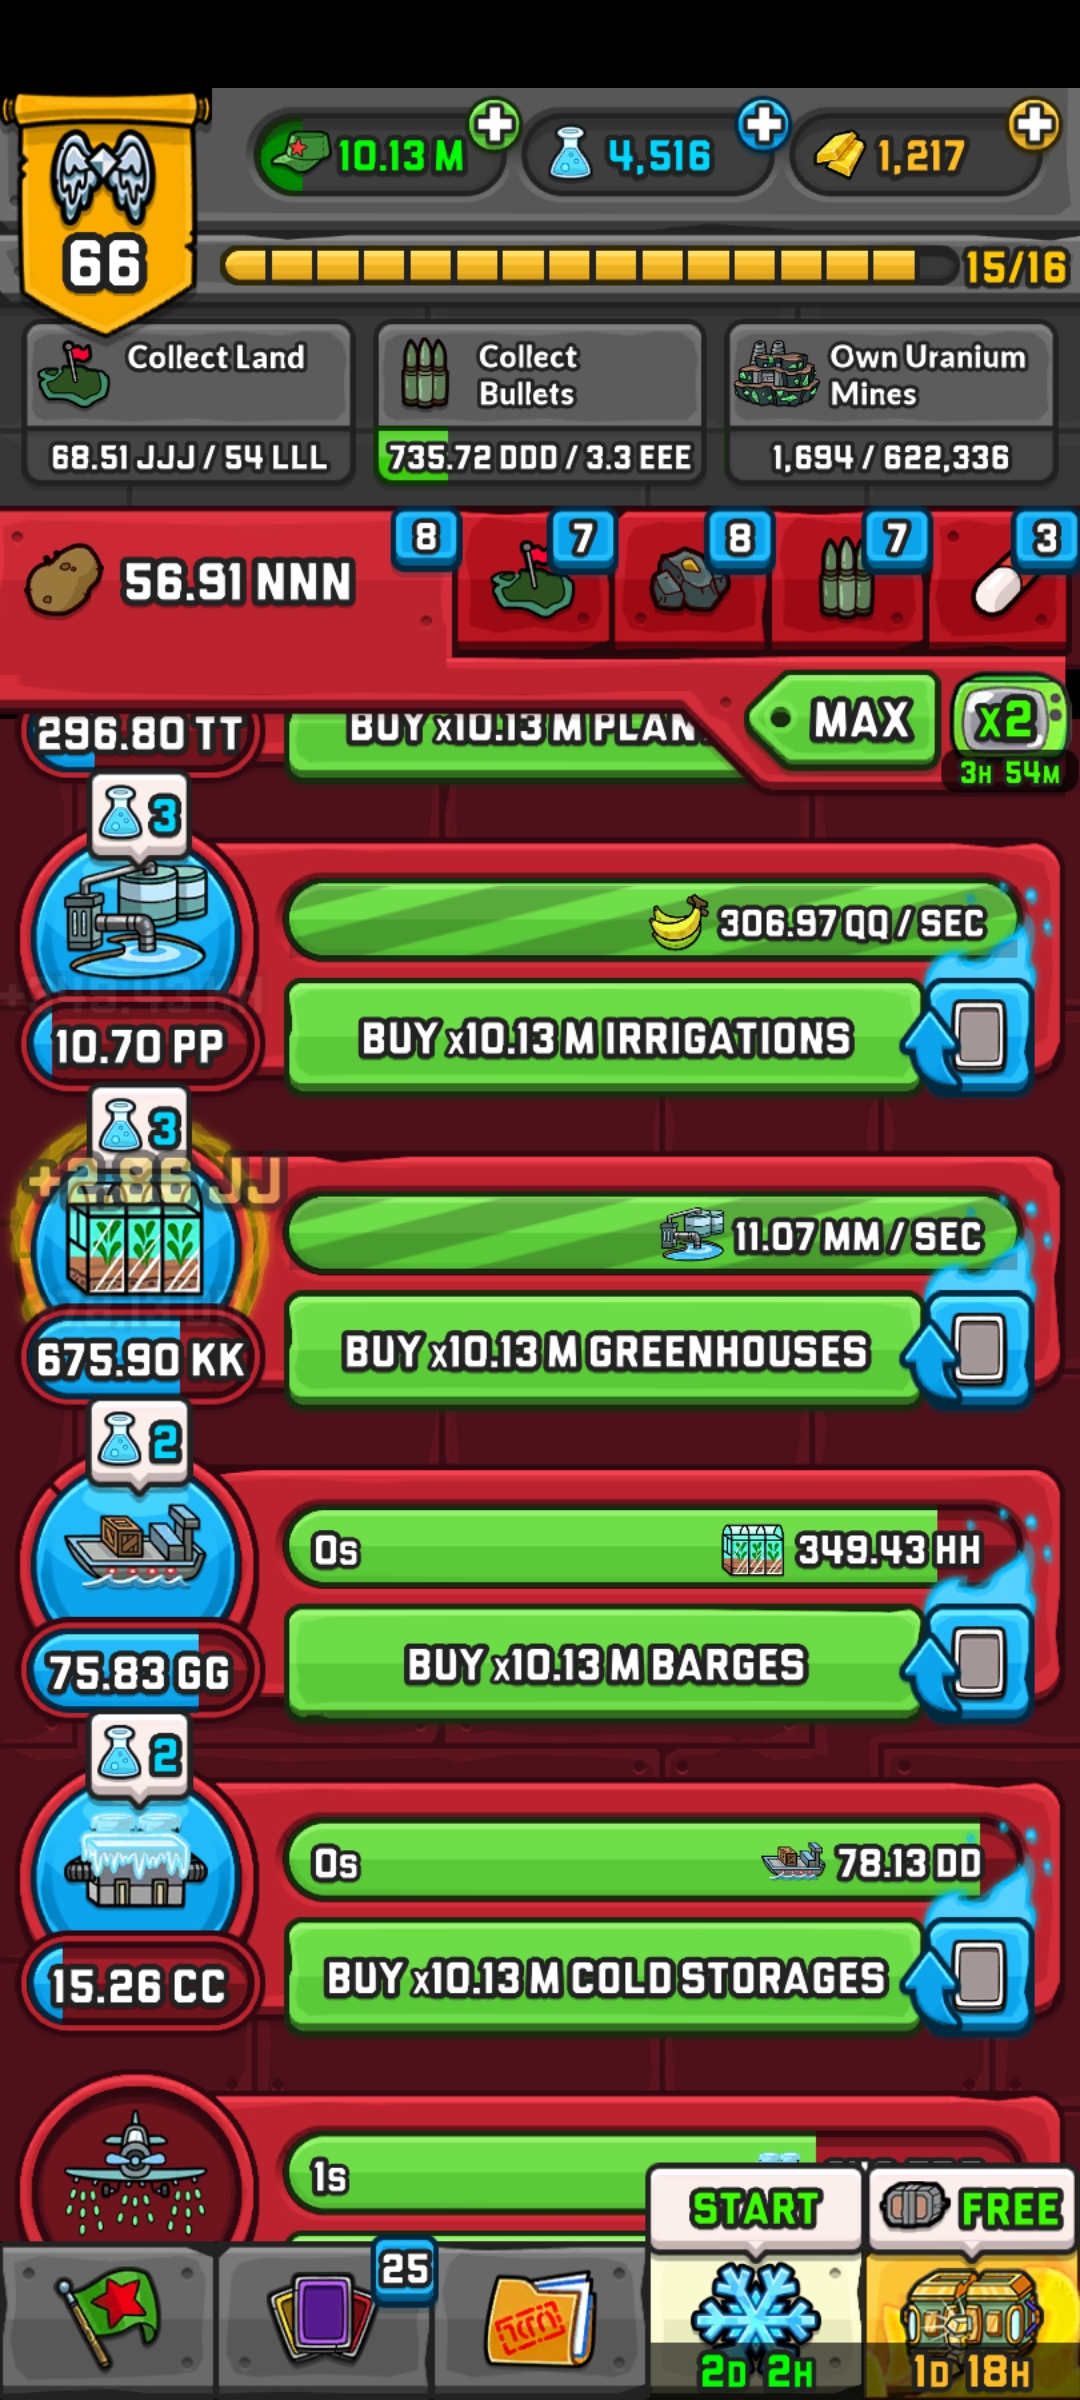 10.13 M
4,516
1,217
66
15/16
Collect Land
68.51 JJJ / 54 LLL
Collect
Bullets
735.72 DDD / 3.3 EEE
Own Uranium
Mines
1,694 / 622,336
56.91 NNN
8
7
8
7
3
MAX
x2
3H 54M
296.80 TT
BUY x10.13 M
3
306.97 QQ / SEC
10.70 PP
BUY x10.13 M IRRIGATIONS
3
+2.86 JJ
11.07 MM / SEC
675.90 KK
BUY x10.13 M GREENHOUSES
2
0s
349.43 HH
75.83 GG
BUY x10.13 M BARGES
2
0s
78.13 DD
15.26 CC
BUY x10.13 M COLD STORAGES
1s
START
FREE
25
2D 2H
1D 18H